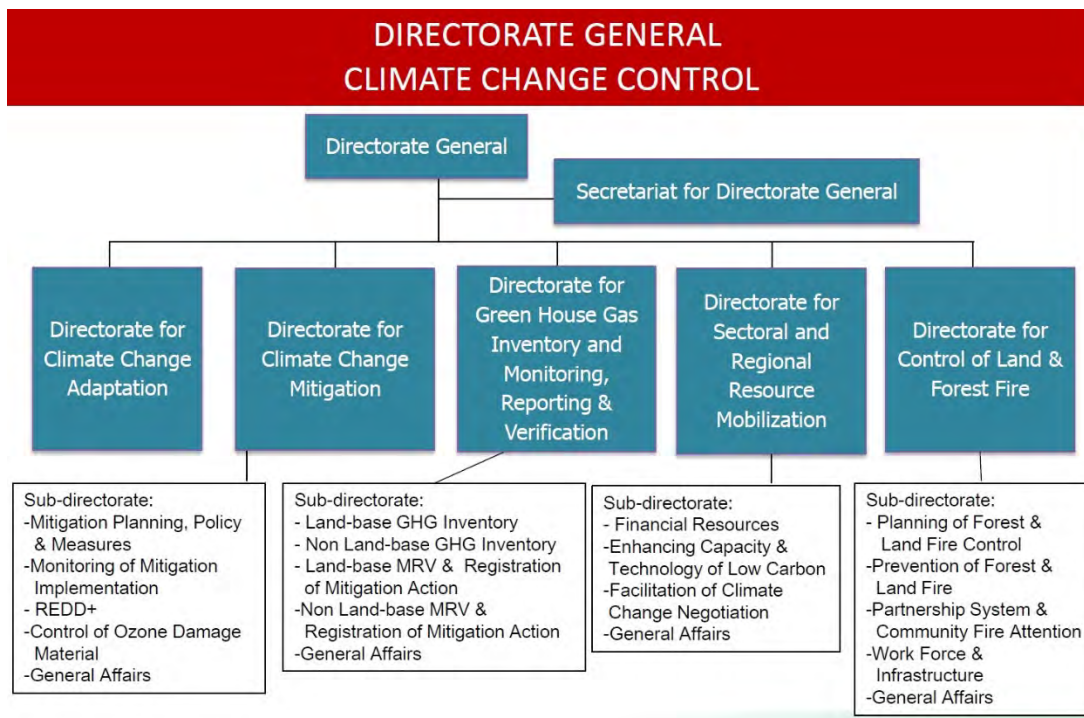 DIRECTORATE GENERAL
CLIMATE CHANGE CONTROL
Directorate General
Secretariat for Directorate General
Directorate for
Climate Change
Adaptation
Directorate for
Climate Change
Mitigation
Directorate for
Green House Gas
Inventory and
Monitoring,
Reporting &
Verification
Directorate for
Sectoral and
Regional
Resource
Mobilization
Directorate for
Control of Land &
Forest Fire
Sub-directorate:
-Mitigation Planning, Policy
& Measures
-Monitoring of Mitigation
Implementation
- REDD+
-Control of Ozone Damage
Material
-General Affairs
Sub-directorate:
- Land-base GHG Inventory
- Non Land-base GHG Inventory
- Land-base MRV & Registration
of Mitigation Action
-Non Land-base MRV &
Registration of Mitigation Action
-General Affairs
Sub-directorate:
- Financial Resources
-Enhancing Capacity &
Technology of Low Carbon
-Facilitation of Climate
Change Negotiation
-General Affairs
Sub-directorate:
- Planning of Forest &
Land Fire Control
-Prevention of Forest &
Land Fire
-Partnership System &
Community Fire Attention
-Work Force &
Infrastructure
-General Affairs